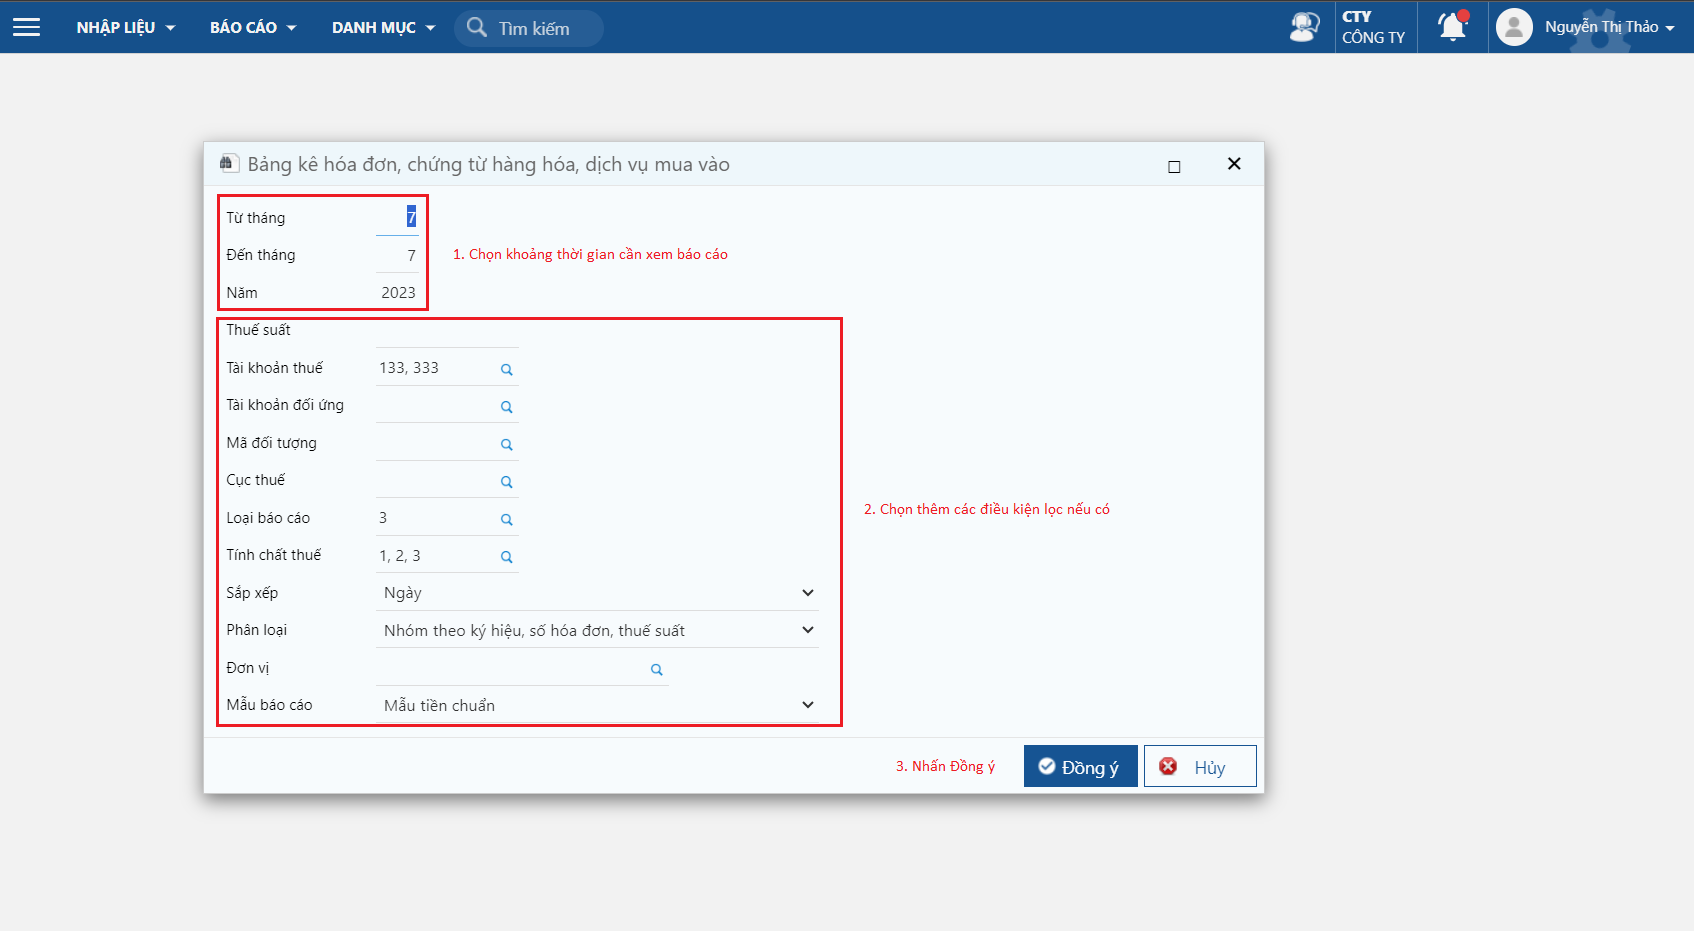 NHẬP LIỆU BÁO CÁO DANH MỤC Tìm kiếm CTY Nguyễn Thị Thảo
CÔNG TY
Bảng kê hóa đơn, chứng từ hàng hóa, dịch vụ mua vào
Từ tháng 7
Đến tháng 7
1. Chọn khoảng thời gian cần xem báo cáo
Năm 2023
Thuế suất
Tài khoản thuế 133, 333
Tài khoản đối ứng
Mã đối tượng
Cục thuế
2. Chọn thêm các điều kiện lọc nếu có
Loại báo cáo 3
Tính chất thuế 1, 2, 3
Sắp xếp Ngày
Phân loại Nhóm theo ký hiệu, số hóa đơn, thuế suất
Đơn vị
Mẫu báo cáo Mẫu tiền chuẩn
3. Nhấn Đồng ý Đồng ý Hủy